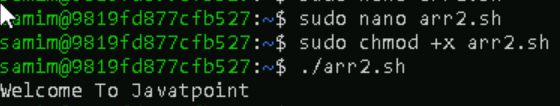 samim@9819fd877cfb527:~$ sudo nano arr2.sh
samim@9819fd877cfb527:~$ sudo chmod +x arr2.sh
samim@9819fd877cfb527:~$ ./arr2.sh
Welcome To Javatpoint